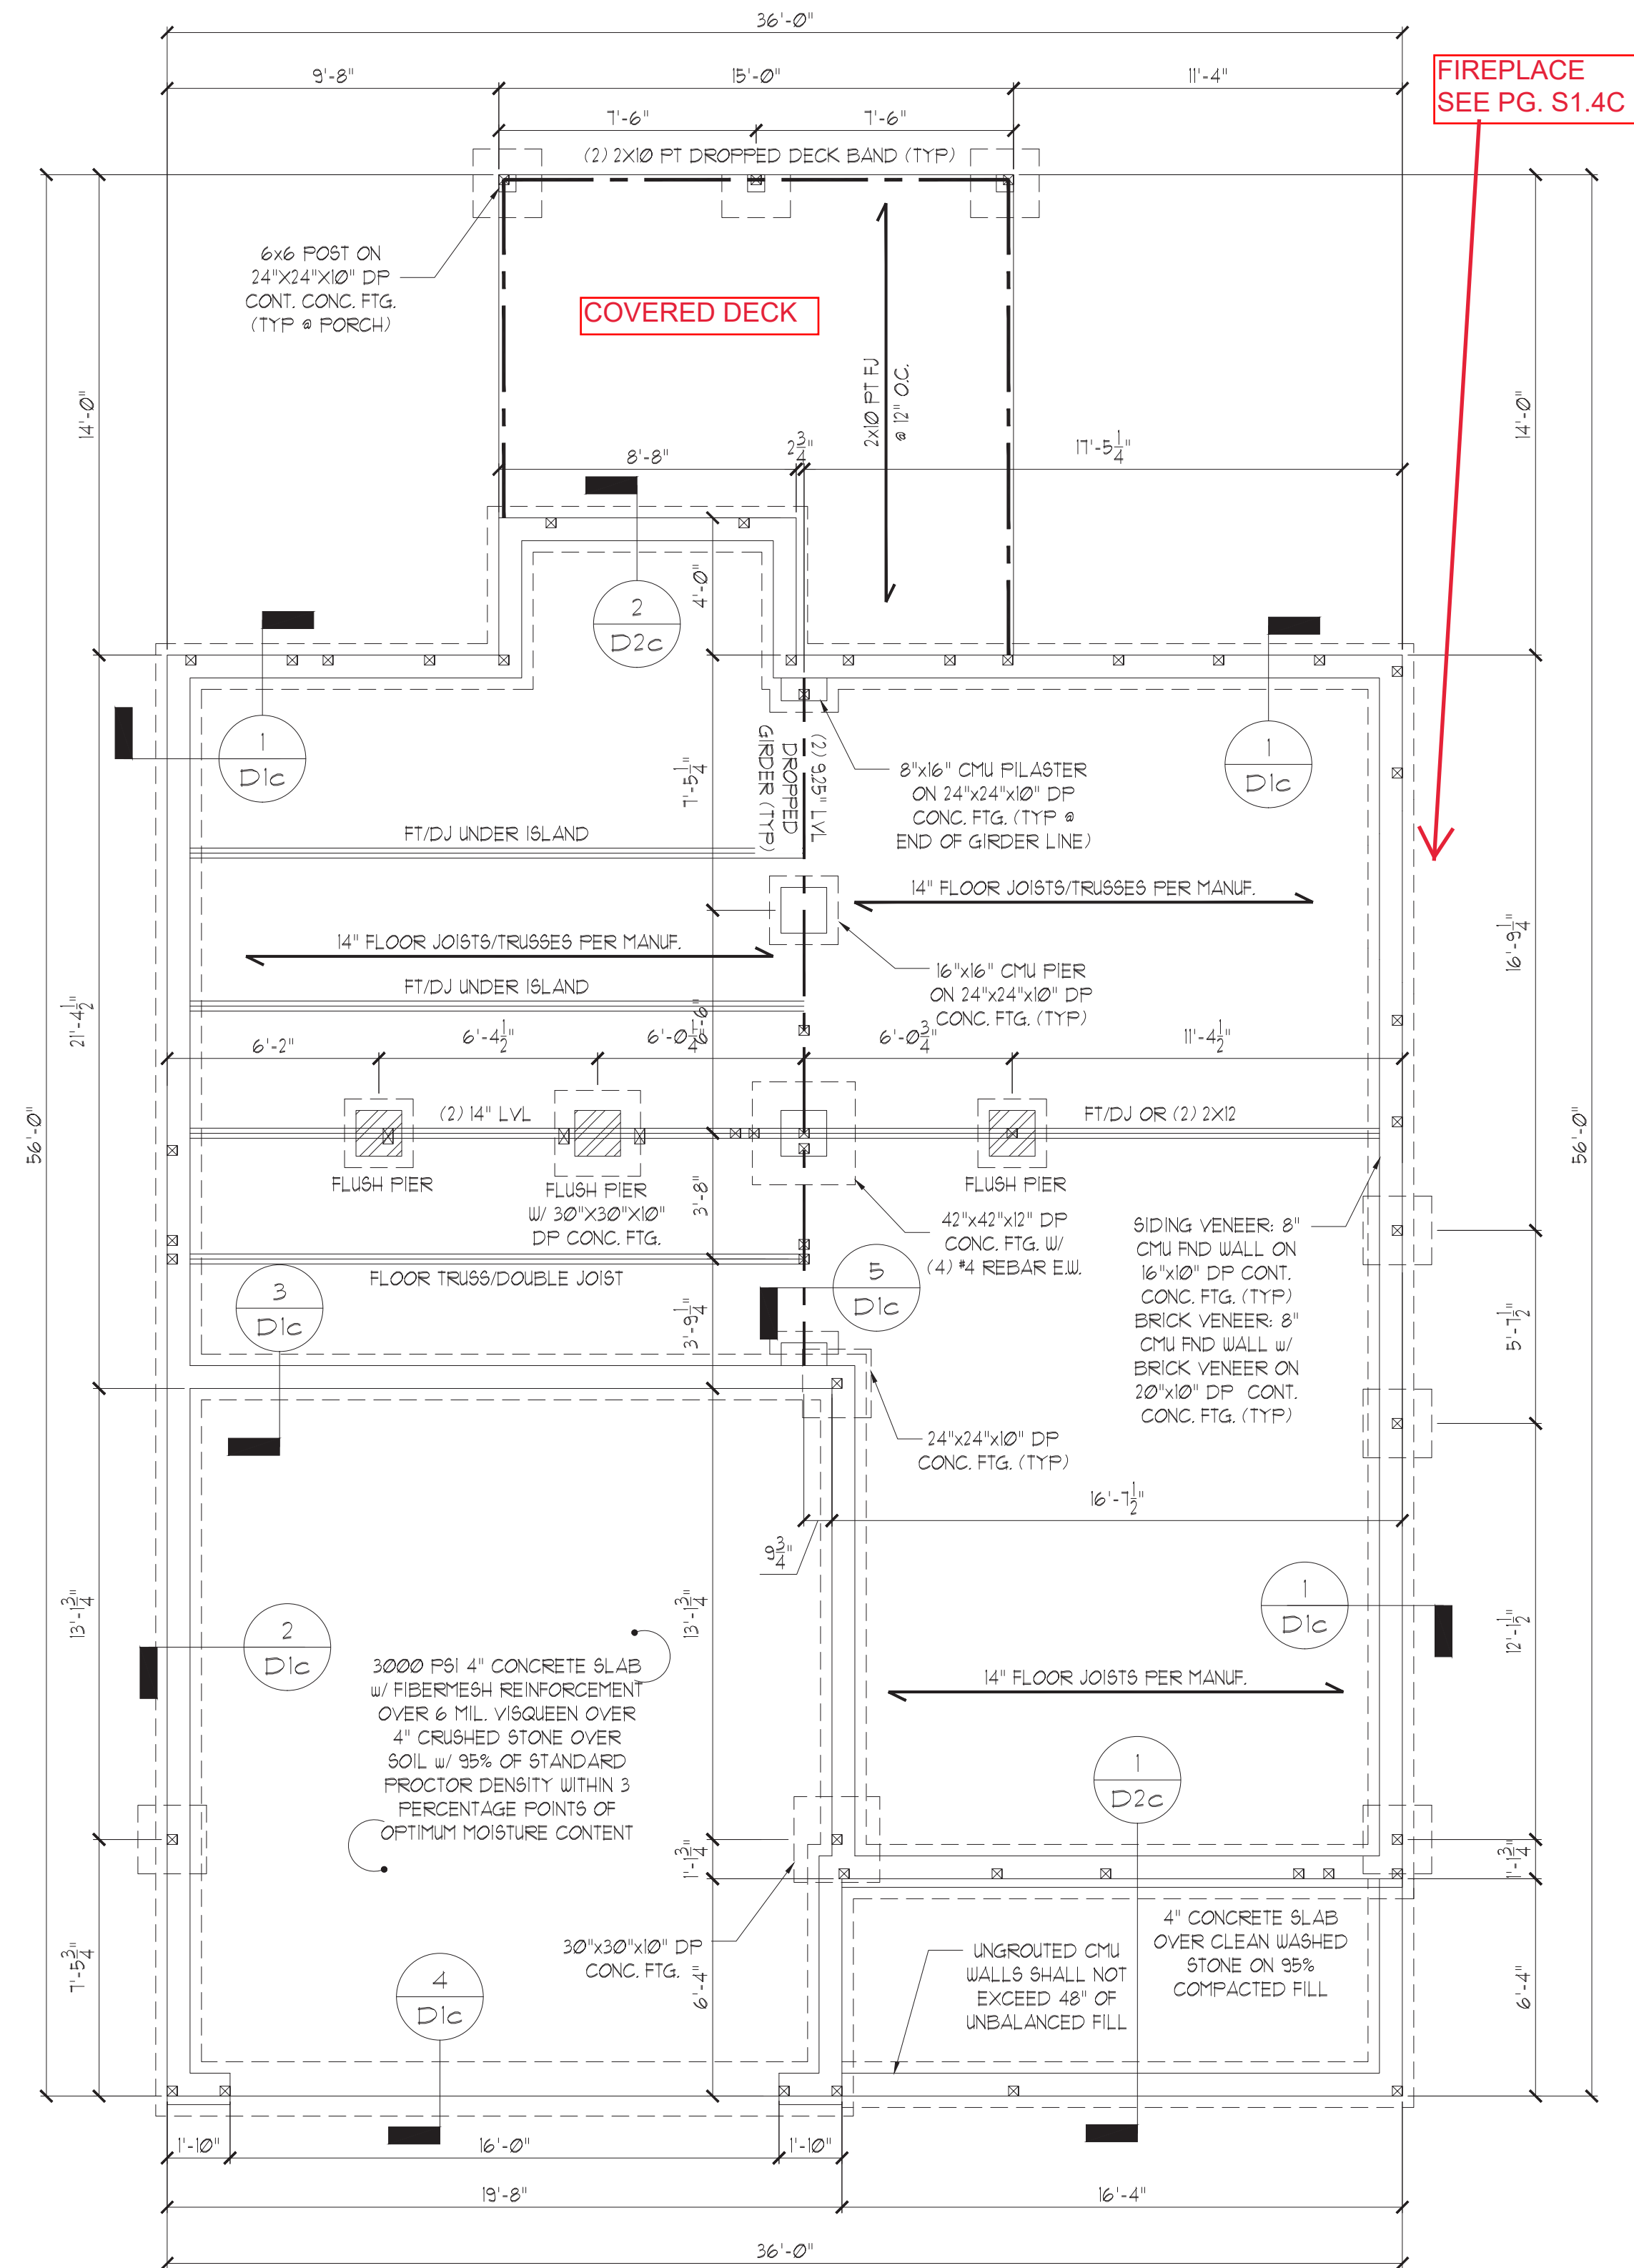 36'-0"
9'-8"
15'-0"
11'-4"
FIREPLACE
SEE PG. S1.4C
7'-6"
7'-6"
(2) 2X10 PT DROPPED DECK BAND (TYP)
6x6 POST ON
24"X24"X10" DP
CONT. CONC. FTG.
(TYP @ PORCH)
COVERED DECK
2x10 PT FJ
@ 12" O.C.
14'-0"
14'-0"
8'-8"
2 3/4"
17'-5 1/4"
4'-0"
2
D2c
1
D1c
1
D1c
7'-5 1/4"
(2) 9.25" LVL
DROPPED
GIRDER (TYP)
8"x16" CMU PILASTER
ON 24"x24"x10" DP
CONC. FTG. (TYP @
END OF GIRDER LINE)
FT/DJ UNDER ISLAND
14" FLOOR JOISTS/TRUSSES PER MANUF.
14" FLOOR JOISTS/TRUSSES PER MANUF.
16'-9 1/4"
FT/DJ UNDER ISLAND
16"x16" CMU PIER
ON 24"x24"x10" DP
CONC. FTG. (TYP)
21'-4 1/2"
6'-2"
6'-4 1/2"
6'-0 1/4"
6'-0 3/4"
11'-4 1/2"
56'-0"
56'-0"
(2) 14" LVL
FT/DJ OR (2) 2X12
FLUSH PIER
FLUSH PIER
W/ 30"X30"X10"
DP CONC. FTG.
FLUSH PIER
3'-8"
42"x42"x12" DP
CONC. FTG. W/
(4) #4 REBAR E.W.
SIDING VENEER: 8"
CMU FND WALL ON
16"x10" DP CONT.
CONC. FTG. (TYP)
BRICK VENEER: 8"
CMU FND WALL w/
BRICK VENEER ON
20"x10" DP CONT.
CONC. FTG. (TYP)
FLOOR TRUSS/DOUBLE JOIST
3
D1c
5
D1c
3'-9 1/4"
5'-7 1/2"
24"x24"x10" DP
CONC. FTG. (TYP)
16'-7 1/2"
9 3/4"
13'-1 3/4"
13'-1 3/4"
12'-1 1/2"
1
D1c
2
D1c
3000 PSI 4" CONCRETE SLAB
w/ FIBERMESH REINFORCEMENT
OVER 6 MIL. VISQUEEN OVER
4" CRUSHED STONE OVER
SOIL w/ 95% OF STANDARD
PROCTOR DENSITY WITHIN 3
PERCENTAGE POINTS OF
OPTIMUM MOISTURE CONTENT
14" FLOOR JOISTS PER MANUF.
1
D2c
1'-1 3/4"
1'-1 3/4"
30"x30"x10" DP
CONC. FTG.
UNGROUTED CMU
WALLS SHALL NOT
EXCEED 48" OF
UNBALANCED FILL
4" CONCRETE SLAB
OVER CLEAN WASHED
STONE ON 95%
COMPACTED FILL
7'-5 3/4"
6'-4"
6'-4"
4
D1c
1'-10"
16'-0"
1'-10"
19'-8"
16'-4"
36'-0"